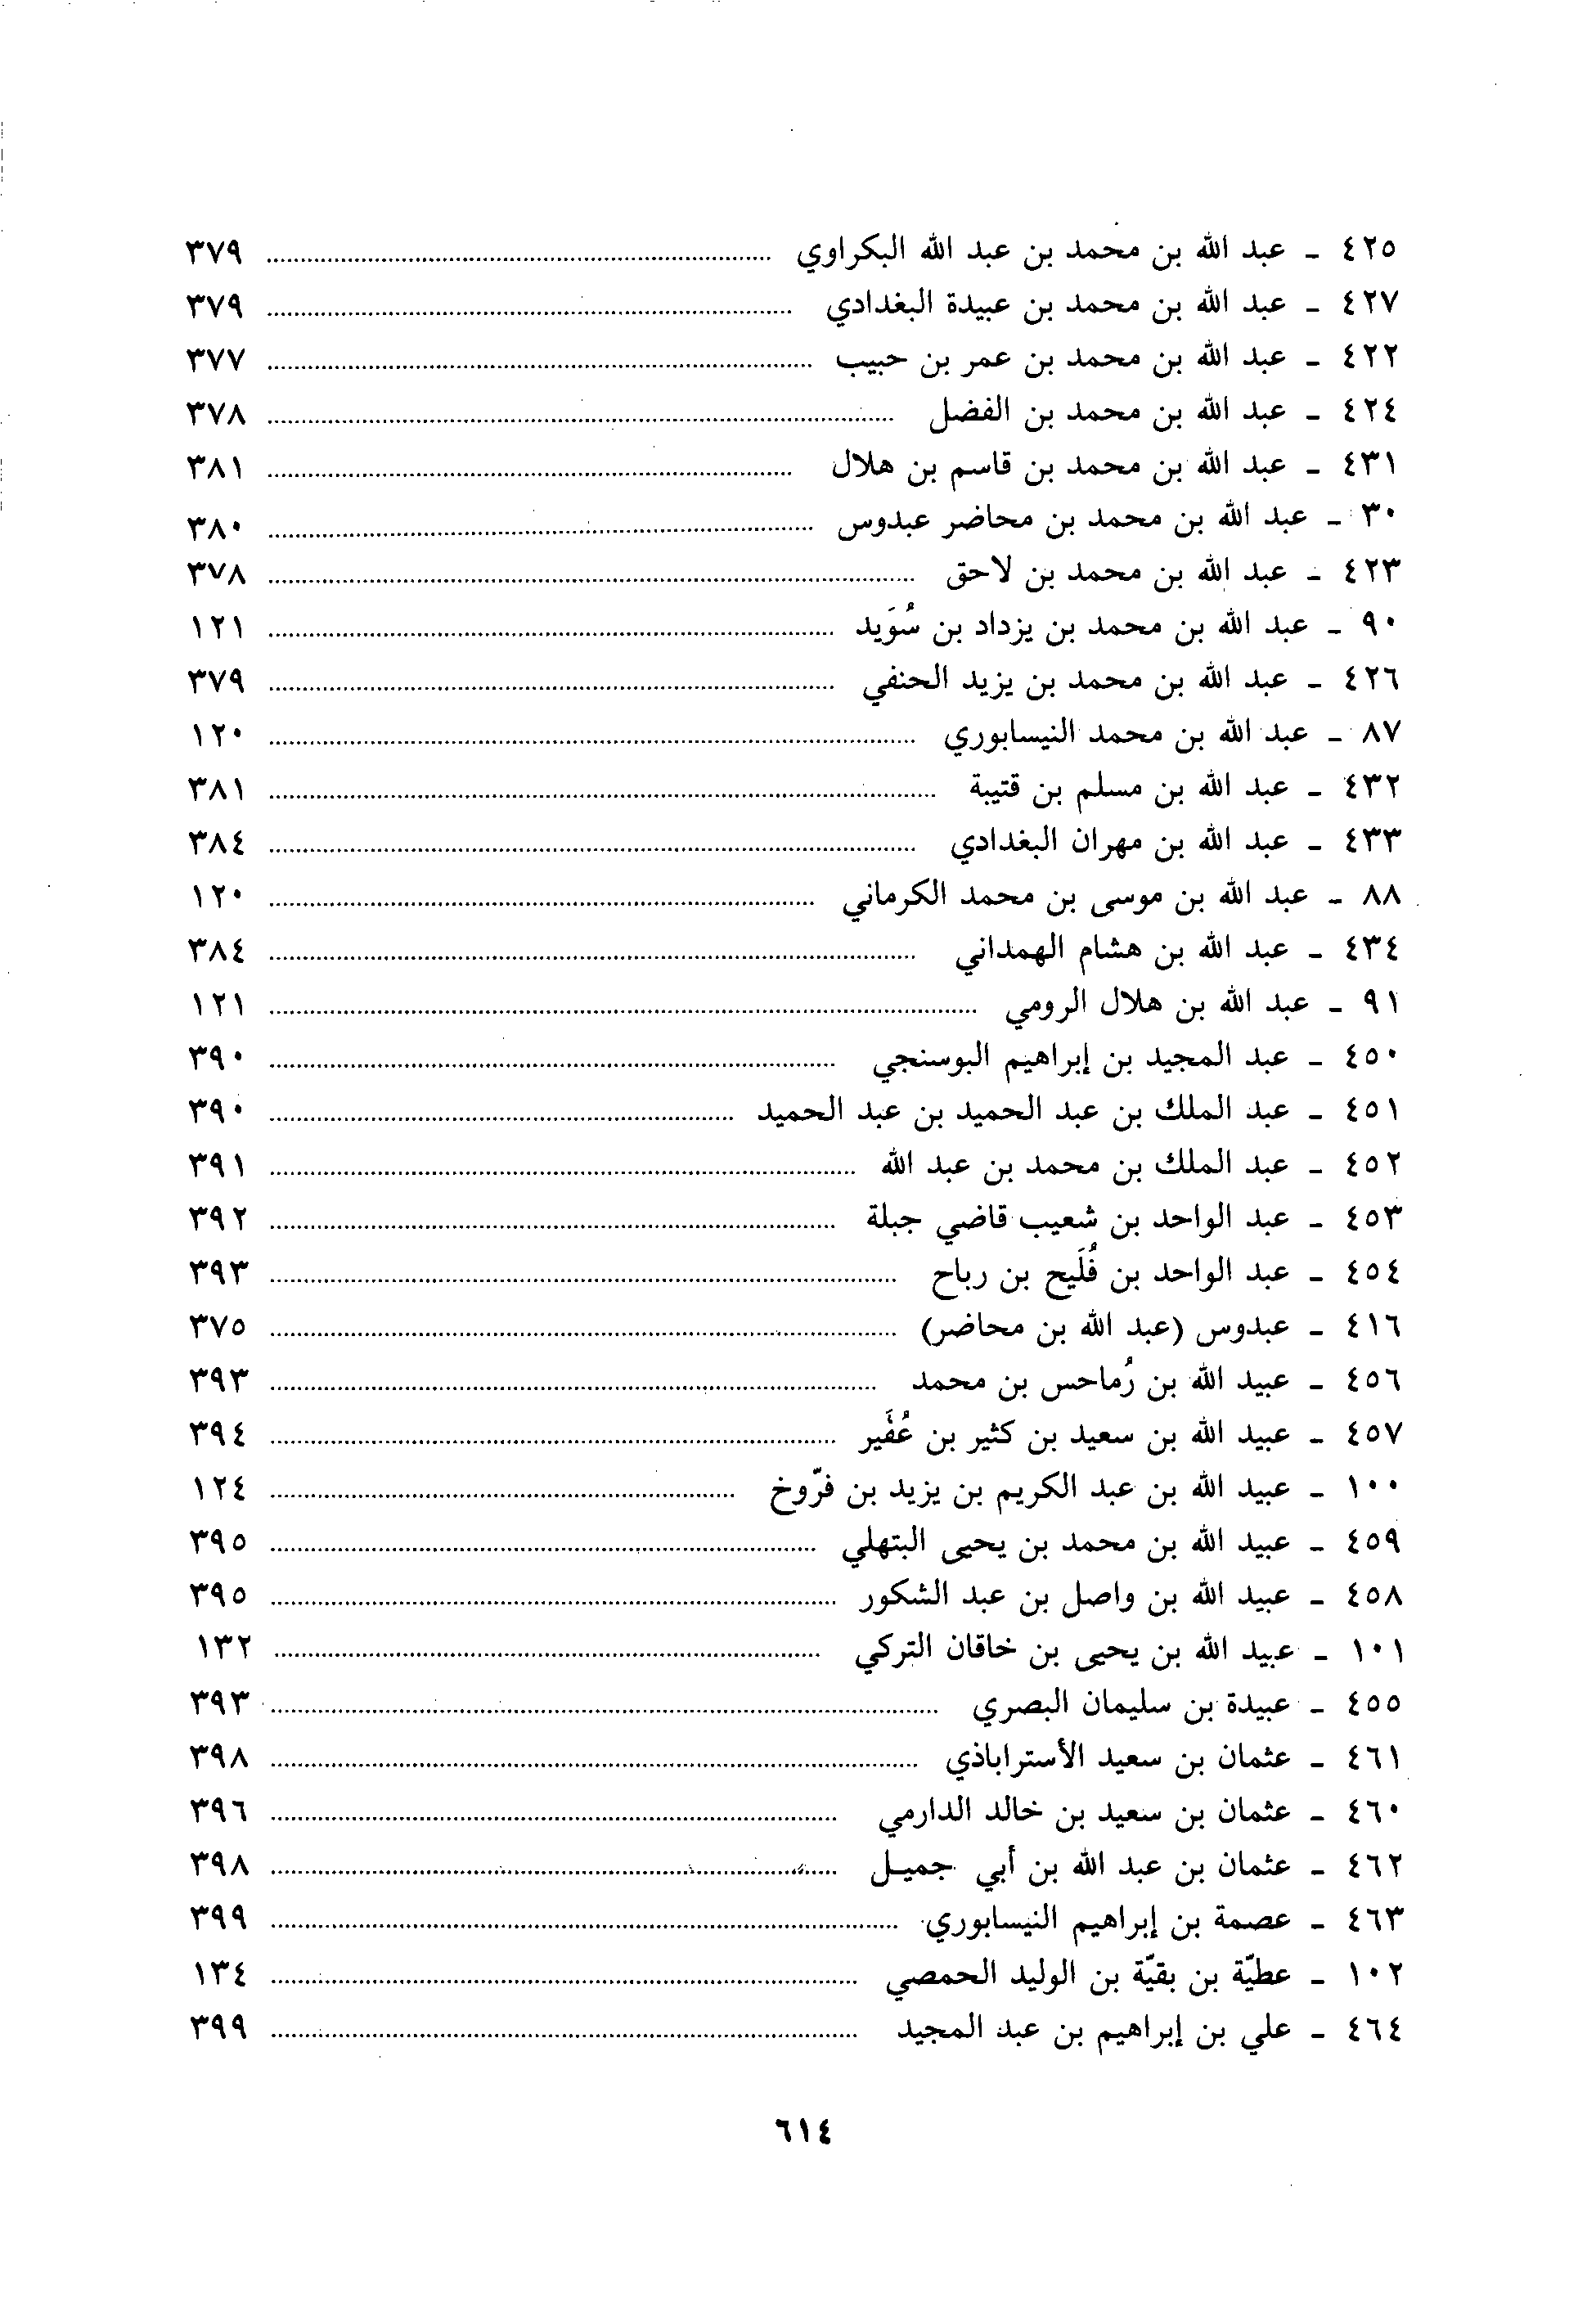 ٤٢٥ - عبد الله بن محمد بن عبد الله البكراوي ........ ٣٧٩
٤٢٧ - عبد الله بن محمد بن عبيدة البغدادي ........ ٣٧٩
٤٢٢ - عبد الله بن محمد بن عمر بن حبيب ........ ٣٧٧
٤٢٤ - عبد الله بن محمد بن الفضل ........ ٣٧٨
٤٣١ - عبد الله بن محمد بن قاسم بن هلال ........ ٣٨١
٣٠ - عبد الله بن محمد بن محاضر عبدوس ........ ٣٨٠
٤٢٣ - عبد الله بن محمد بن لاحق ........ ٣٧٨
٩٠ - عبد الله بن محمد بن يزداد بن سُوَيد ........ ١٢١
٤٢٦ - عبد الله بن محمد بن يزيد الحنفي ........ ٣٧٩
٨٧ - عبد الله بن محمد النيسابوري ........ ١٢٠
٤٣٢ - عبد الله بن مسلم بن قتيبة ........ ٣٨١
٤٣٣ - عبد الله بن مهران البغدادي ........ ٣٨٤
٨٨ - عبد الله بن موسى بن محمد الكرماني ........ ١٢٠
٤٣٤ - عبد الله بن هشام الهمداني ........ ٣٨٤
٩١ - عبد الله بن هلال الرومي ........ ١٢١
٤٥٠ - عبد المجيد بن إبراهيم البوسنجي ........ ٣٩٠
٤٥١ - عبد الملك بن عبد الحميد بن عبد الحميد ........ ٣٩٠
٤٥٢ - عبد الملك بن محمد بن عبد الله ........ ٣٩١
٤٥٣ - عبد الواحد بن شعيب قاضي جبلة ........ ٣٩٢
٤٥٤ - عبد الواحد بن فُلَيح بن رباح ........ ٣٩٣
٤١٦ - عبدوس (عبد الله بن محاضر) ........ ٣٧٥
٤٥٦ - عبيد الله بن رُماحس بن محمد ........ ٣٩٣
٤٥٧ - عبيد الله بن سعيد بن كثير بن عُفَير ........ ٣٩٤
١٠٠ - عبيد الله بن عبد الكريم بن يزيد بن فرّوخ ........ ١٢٤
٤٥٩ - عبيد الله بن محمد بن يحيى البتهلي ........ ٣٩٥
٤٥٨ - عبيد الله بن واصل بن عبد الشكور ........ ٣٩٥
١٠١ - عبيد الله بن يحيى بن خاقان التركي ........ ١٣٢
٤٥٥ - عبيدة بن سليمان البصري ........ ٣٩٣
٤٦١ - عثمان بن سعيد الأستراباذي ........ ٣٩٨
٤٦٠ - عثمان بن سعيد بن خالد الدارمي ........ ٣٩٦
٤٦٢ - عثمان بن عبد الله بن أبي جميـل ........ ٣٩٨
٤٦٣ - عصمة بن إبراهيم النيسابوري ........ ٣٩٩
١٠٢ - عطيّة بن بقيّة بن الوليد الحمصي ........ ١٣٤
٤٦٤ - علي بن إبراهيم بن عبد المجيد ........ ٣٩٩
٦١٤